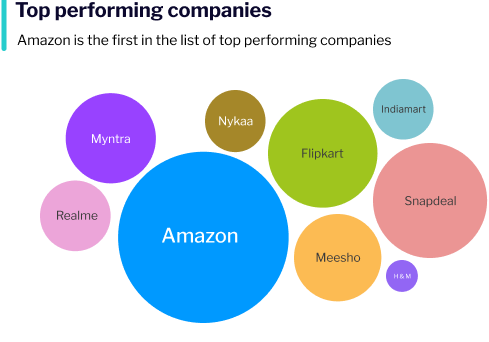 Top performing companies
Amazon is the first in the list of top performing companies
Indiamart
Nykaa
Myntra
Flipkart
Snapdeal
Realme
Amazon
Meesho
H & M